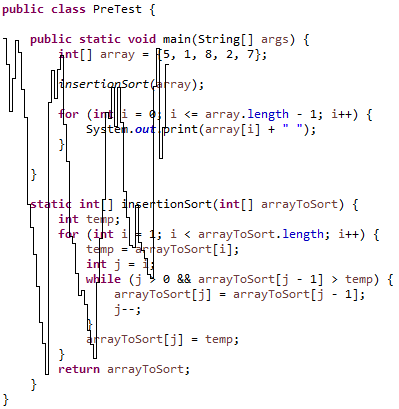 public class PreTest {
public static void main(String[] args) {
int[] array = {5, 1, 8, 2, 7};
insertionSort(array);
for (int i = 0; i <= array.length - 1; i++) {
System.out.print(array[i] + " ");
}
}
static int[] insertionSort(int[] arrayToSort) {
int temp;
for (int i = 1; i < arrayToSort.length; i++) {
temp = arrayToSort[i];
int j = i;
while (j > 0 && arrayToSort[j - 1] > temp) {
arrayToSort[j] = arrayToSort[j - 1];
j--;
}
arrayToSort[j] = temp;
}
return arrayToSort;
}
}